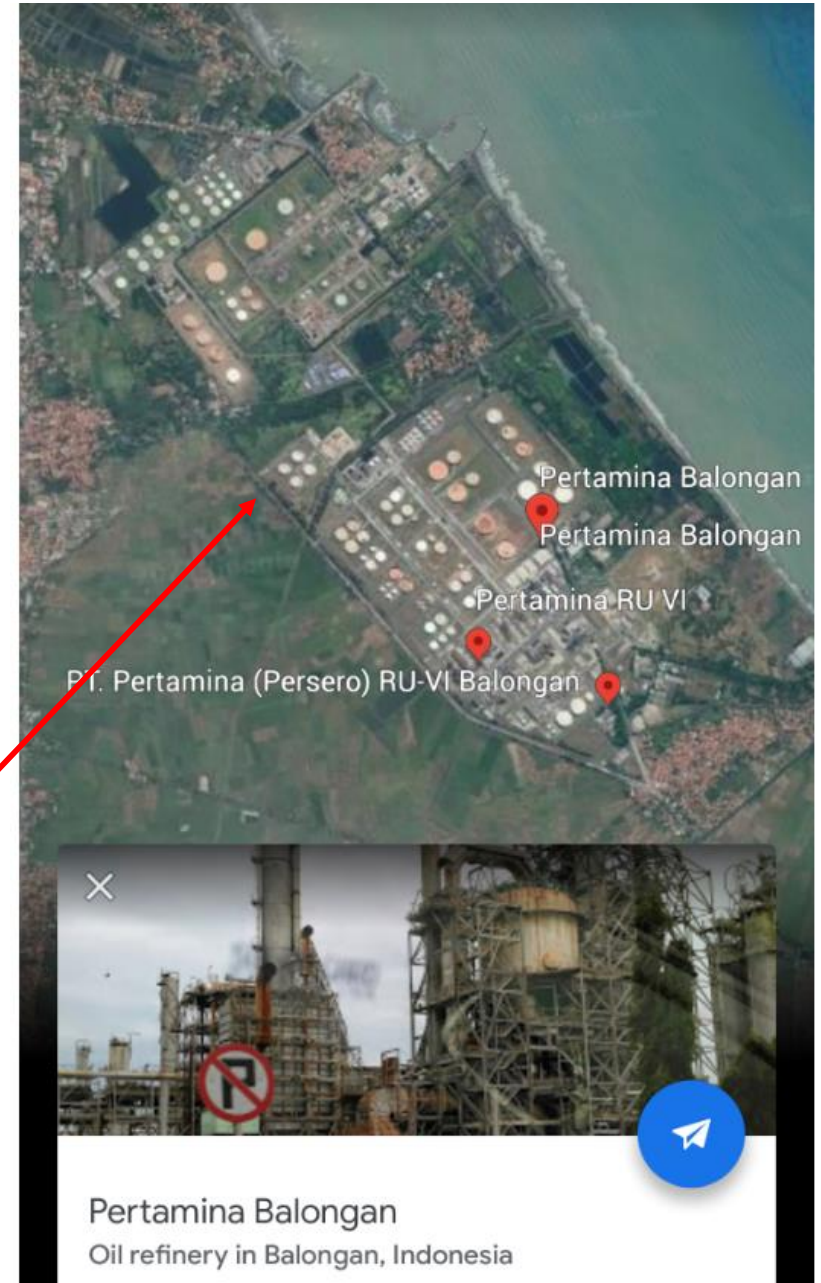 Pertamina Balongan
Pertamina Balongan
Pertamina RU VI
PT. Pertamina (Persero) RU-VI Balongan
P
Pertamina Balongan
Oil refinery in Balongan, Indonesia